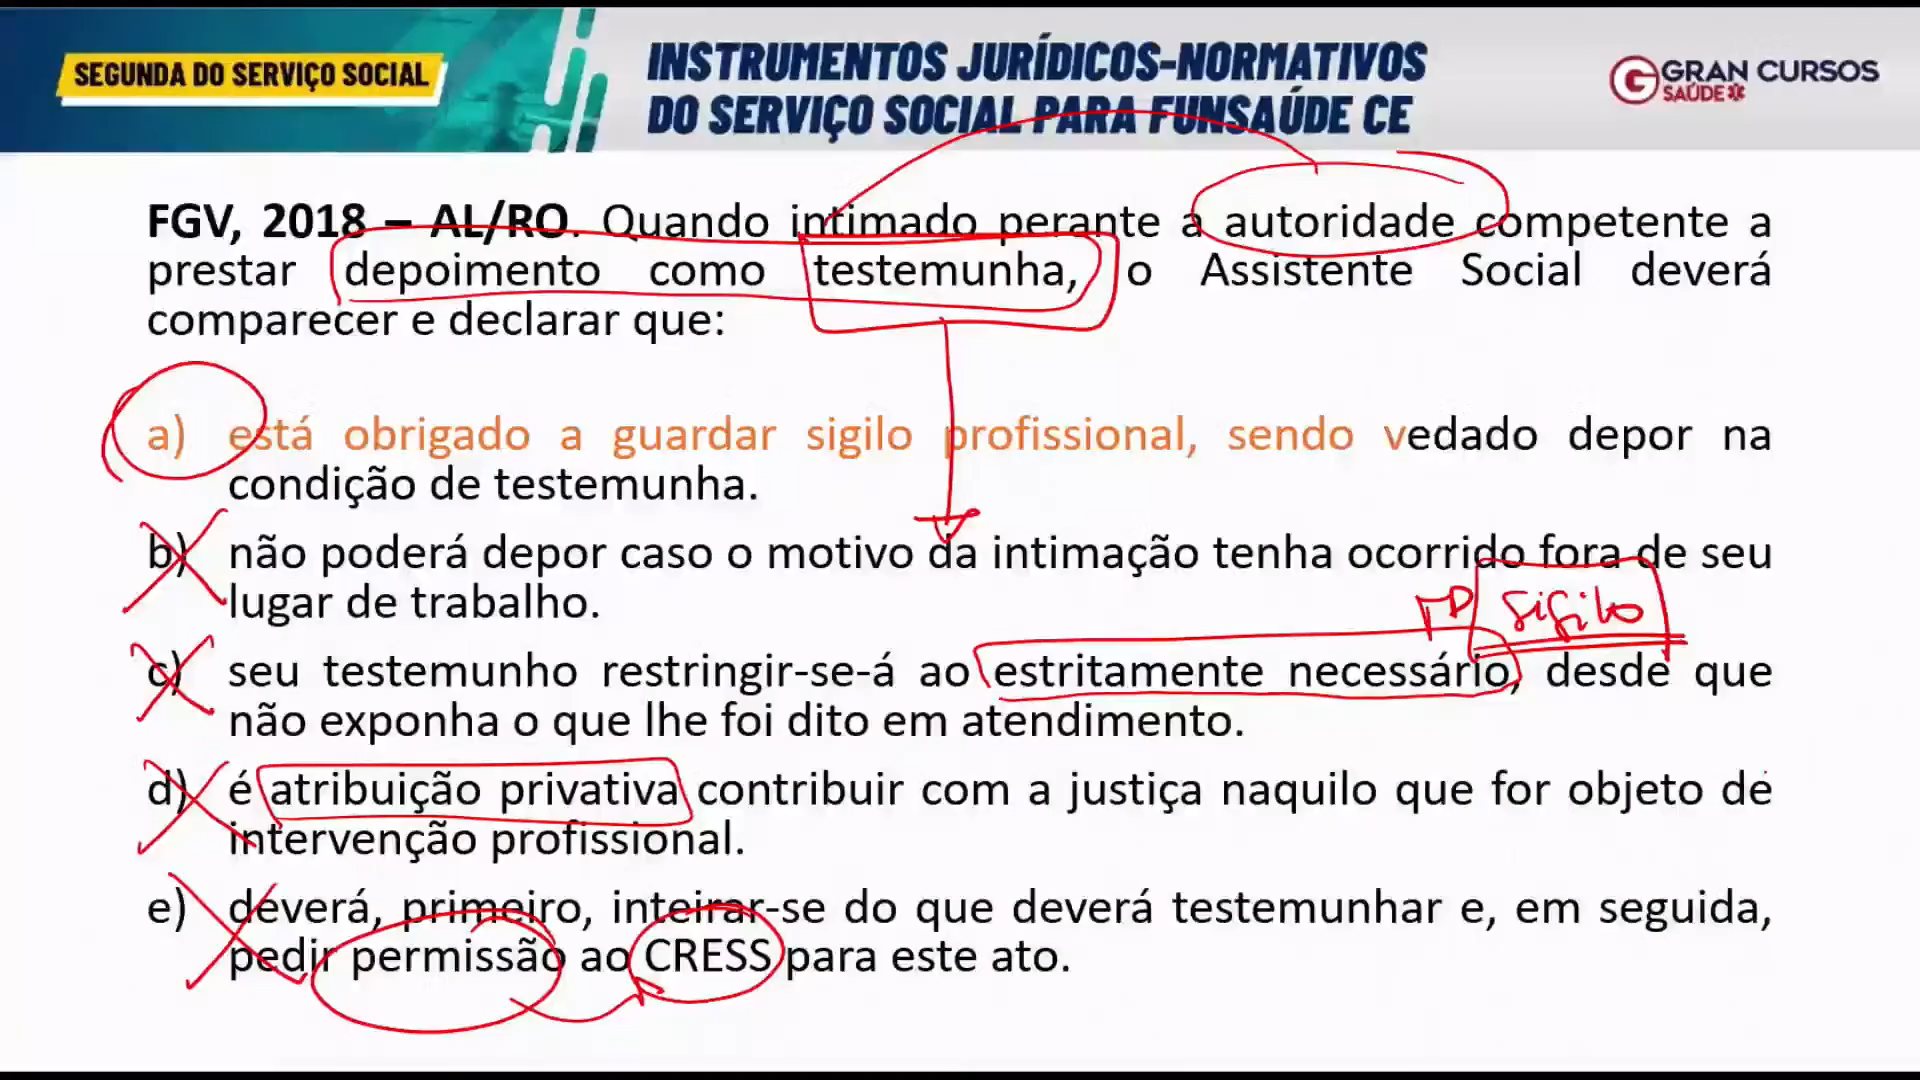 SEGUNDA DO SERVIÇO SOCIAL
INSTRUMENTOS JURÍDICOS-NORMATIVOS
DO SERVIÇO SOCIAL PARA FUNSAÚDE CE
GRAN CURSOS
SAÚDE
FGV, 2018 – AL/RO. Quando intimado perante a autoridade competente a
prestar depoimento como testemunha, o Assistente Social deverá
comparecer e declarar que:
a) está obrigado a guardar sigilo profissional, sendo vedado depor na
condição de testemunha.
b) não poderá depor caso o motivo da intimação tenha ocorrido fora de seu
lugar de trabalho.
sigilo
c) seu testemunho restringir-se-á ao estritamente necessário, desde que
não exponha o que lhe foi dito em atendimento.
d) é atribuição privativa contribuir com a justiça naquilo que for objeto de
intervenção profissional.
e) deverá, primeiro, inteirar-se do que deverá testemunhar e, em seguida,
pedir permissão ao CRESS para este ato.